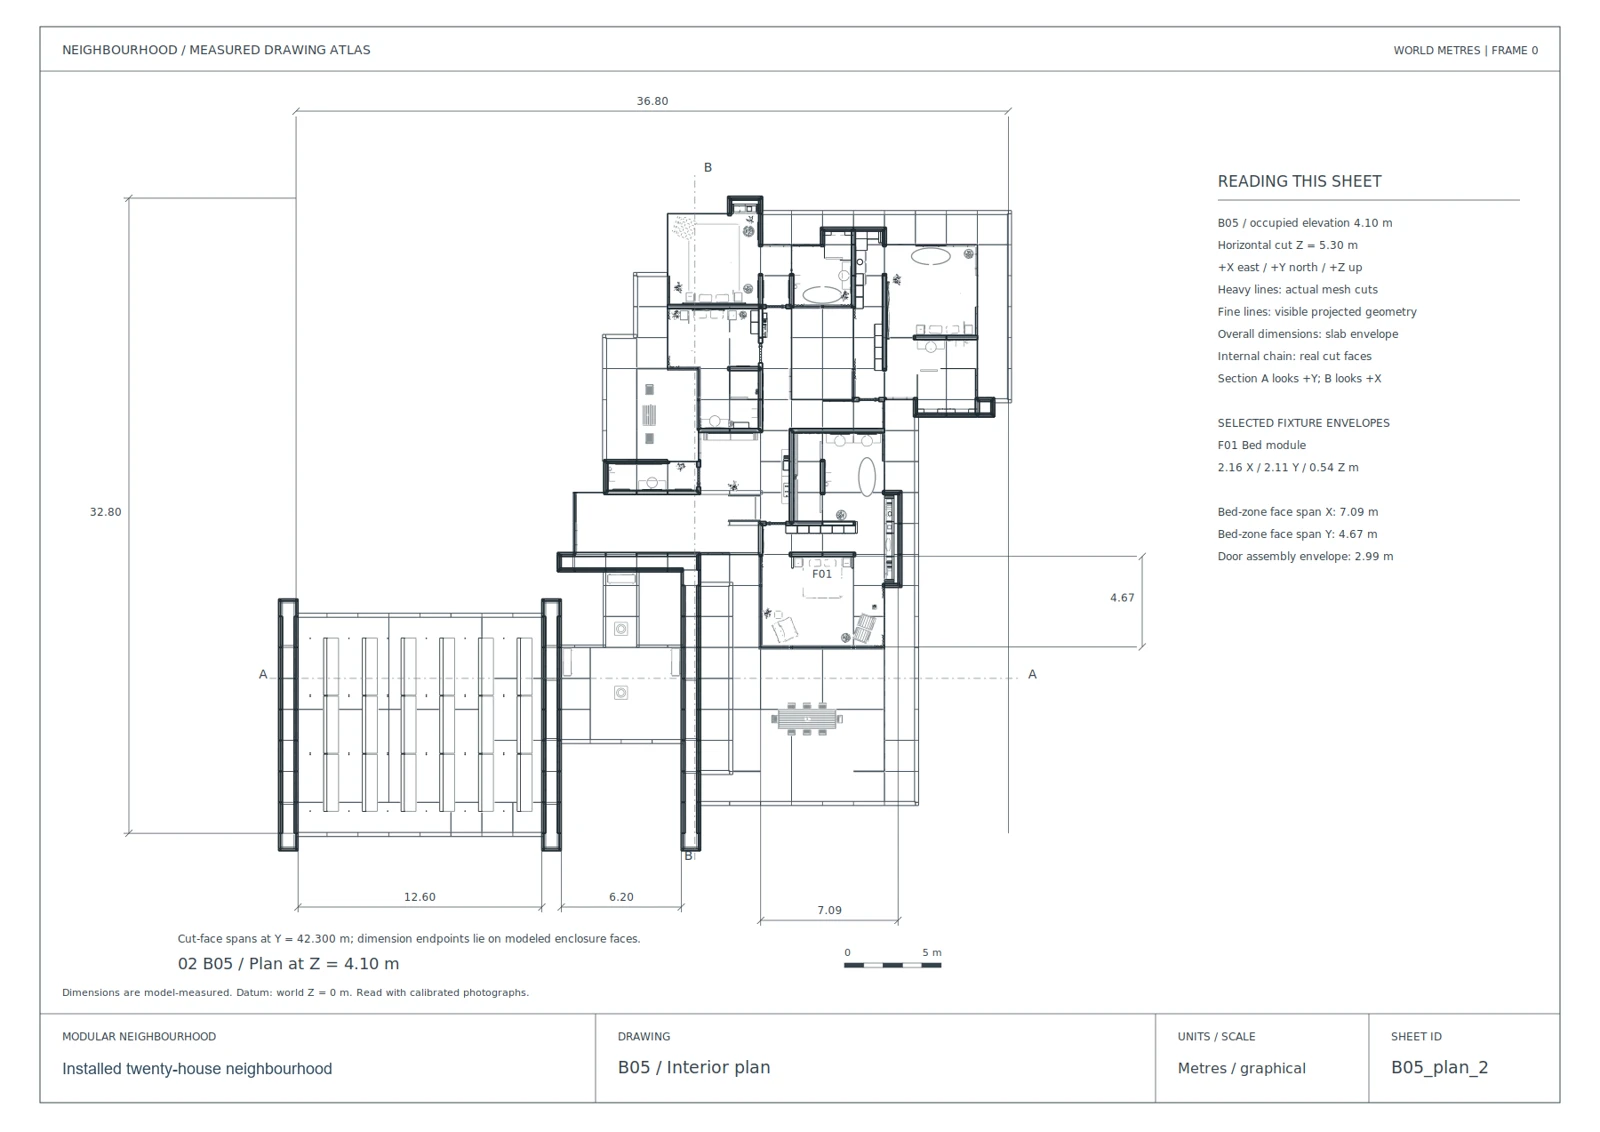 NEIGHBOURHOOD / MEASURED DRAWING ATLAS
WORLD METRES | FRAME 0
36.80
B
READING THIS SHEET
B05 / occupied elevation 4.10 m
Horizontal cut Z = 5.30 m
+X east / +Y north / +Z up
Heavy lines: actual mesh cuts
Fine lines: visible projected geometry
Overall dimensions: slab envelope
Internal chain: real cut faces
Section A looks +Y; B looks +X
SELECTED FIXTURE ENVELOPES
F01 Bed module
2.16 X / 2.11 Y / 0.54 Z m
Bed-zone face span X: 7.09 m
Bed-zone face span Y: 4.67 m
Door assembly envelope: 2.99 m
32.80
F01
4.67
A
A
B
12.60
6.20
7.09
Cut-face spans at Y = 42.300 m; dimension endpoints lie on modeled enclosure faces.
02 B05 / Plan at Z = 4.10 m
0
5 m
Dimensions are model-measured. Datum: world Z = 0 m. Read with calibrated photographs.
MODULAR NEIGHBOURHOOD
Installed twenty-house neighbourhood
DRAWING
B05 / Interior plan
UNITS / SCALE
Metres / graphical
SHEET ID
B05_plan_2